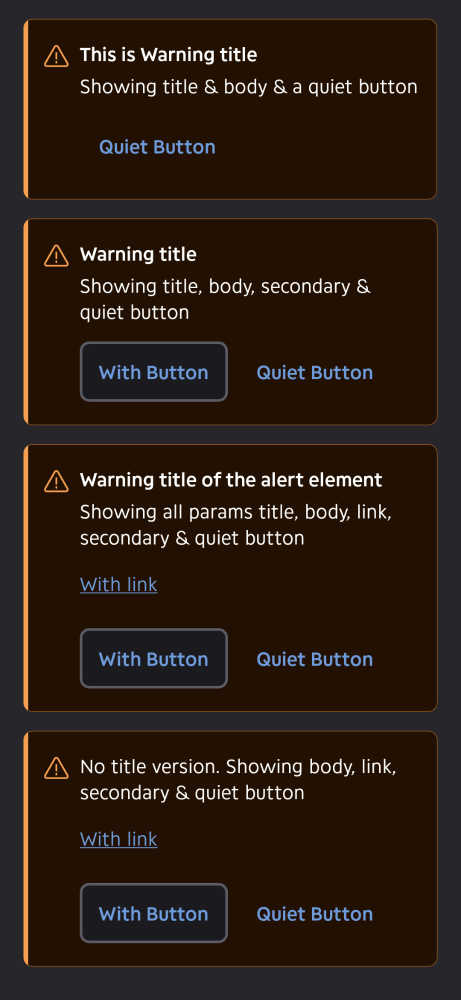 This is Warning title
Showing title & body & a quiet button
Quiet Button
Warning title
Showing title, body, secondary &
quiet button
With Button Quiet Button
Warning title of the alert element
Showing all params title, body, link,
secondary & quiet button
With link
With Button Quiet Button
No title version. Showing body, link,
secondary & quiet button
With link
With Button Quiet Button